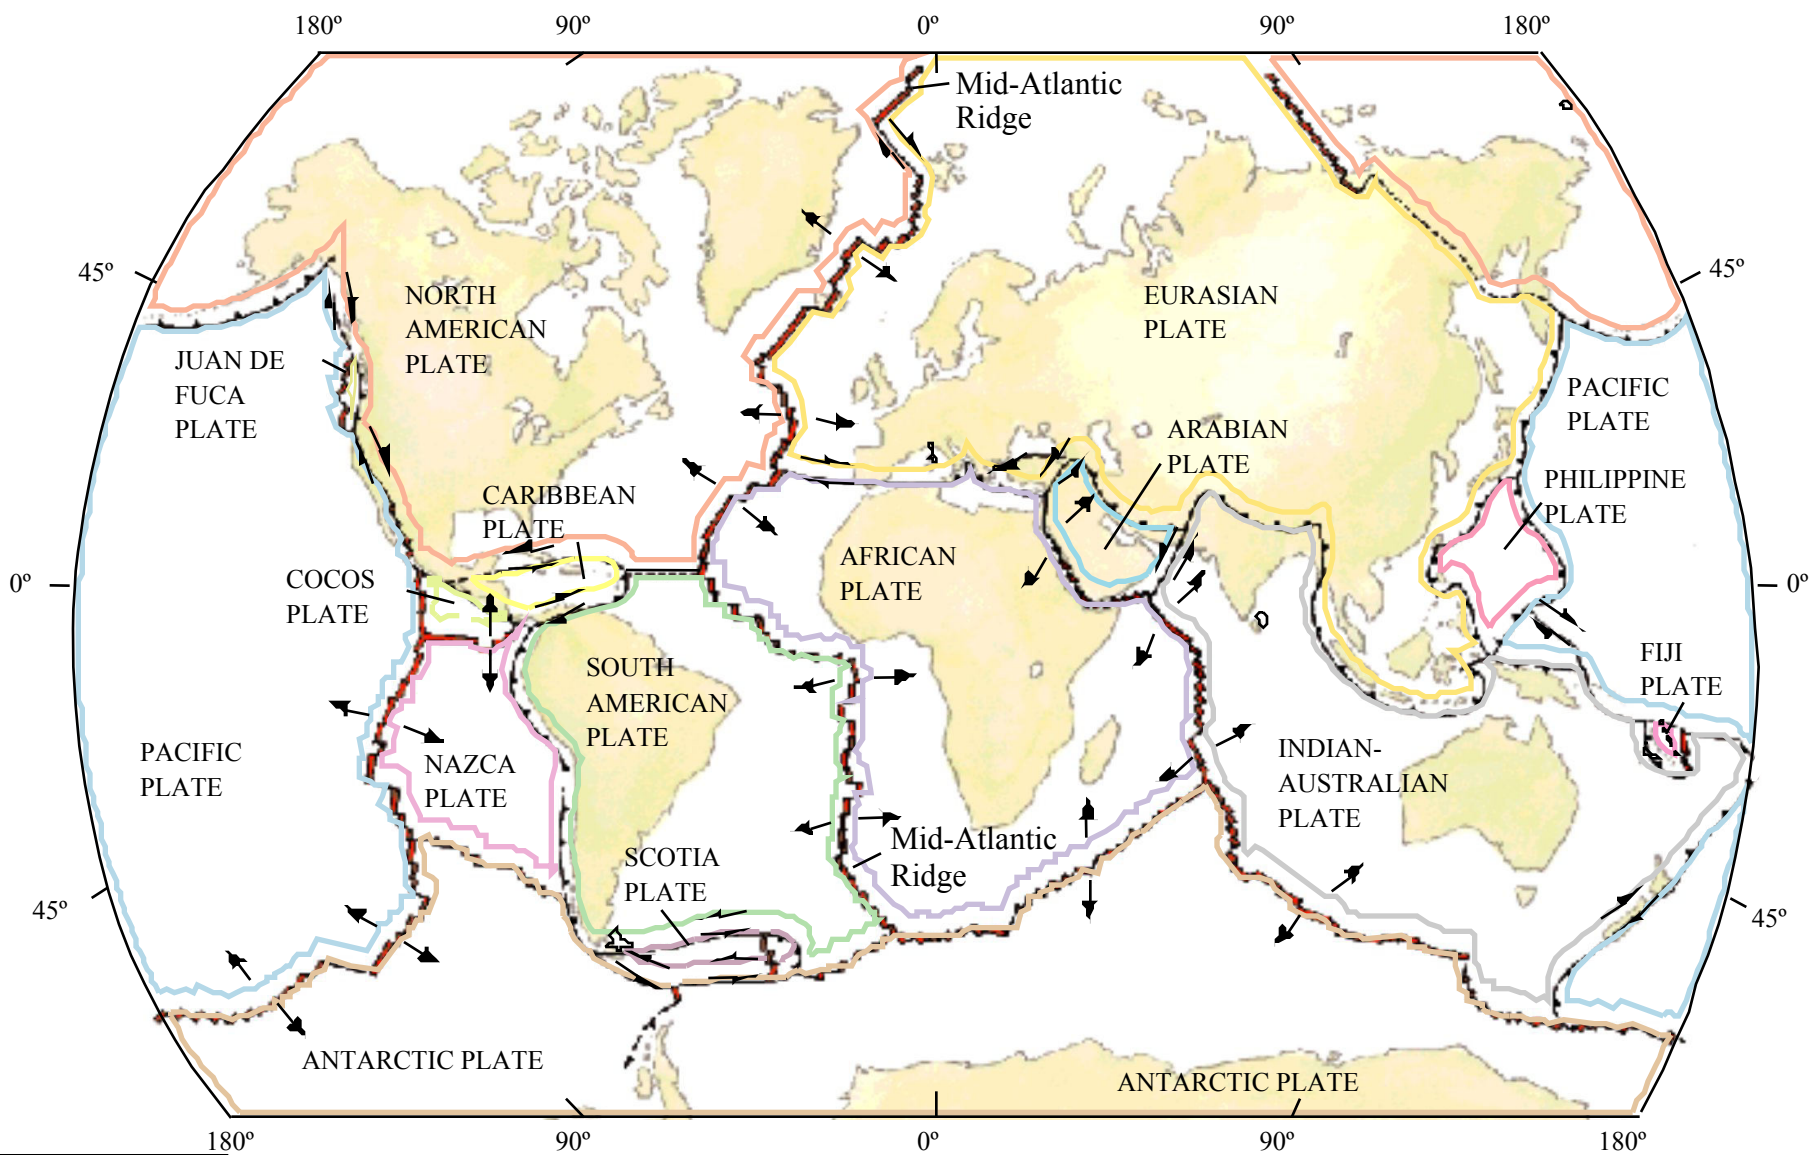 180º
90º
0º
90º
180º
Mid-Atlantic
Ridge
45º
45º
NORTH
AMERICAN
PLATE
EURASIAN
PLATE
JUAN DE
FUCA
PLATE
PACIFIC
PLATE
ARABIAN
PLATE
PHILIPPINE
PLATE
CARIBBEAN
PLATE
AFRICAN
PLATE
COCOS
PLATE
0º
0º
SOUTH
AMERICAN
PLATE
FIJI
PLATE
PACIFIC
PLATE
NAZCA
PLATE
INDIAN-
AUSTRALIAN
PLATE
Mid-Atlantic
Ridge
SCOTIA
PLATE
45º
45º
ANTARCTIC PLATE
ANTARCTIC PLATE
180º
90º
0º
90º
180º